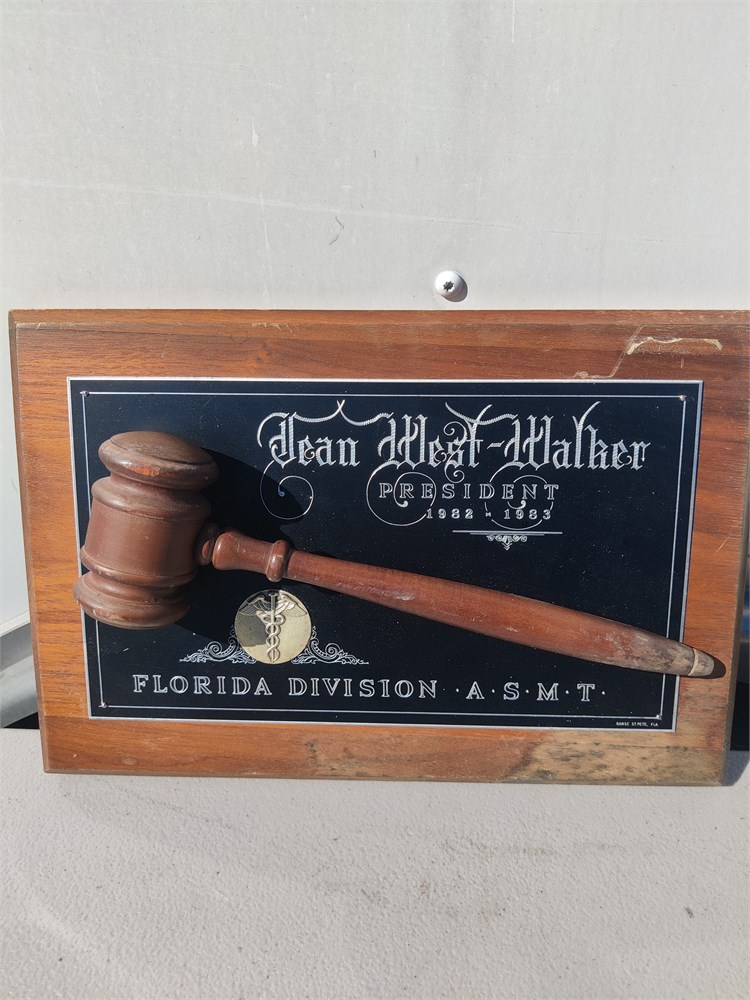 Jean West-Walker
PRESIDENT
1982 - 1983
FLORIDA DIVISION ·A·S·M·T·